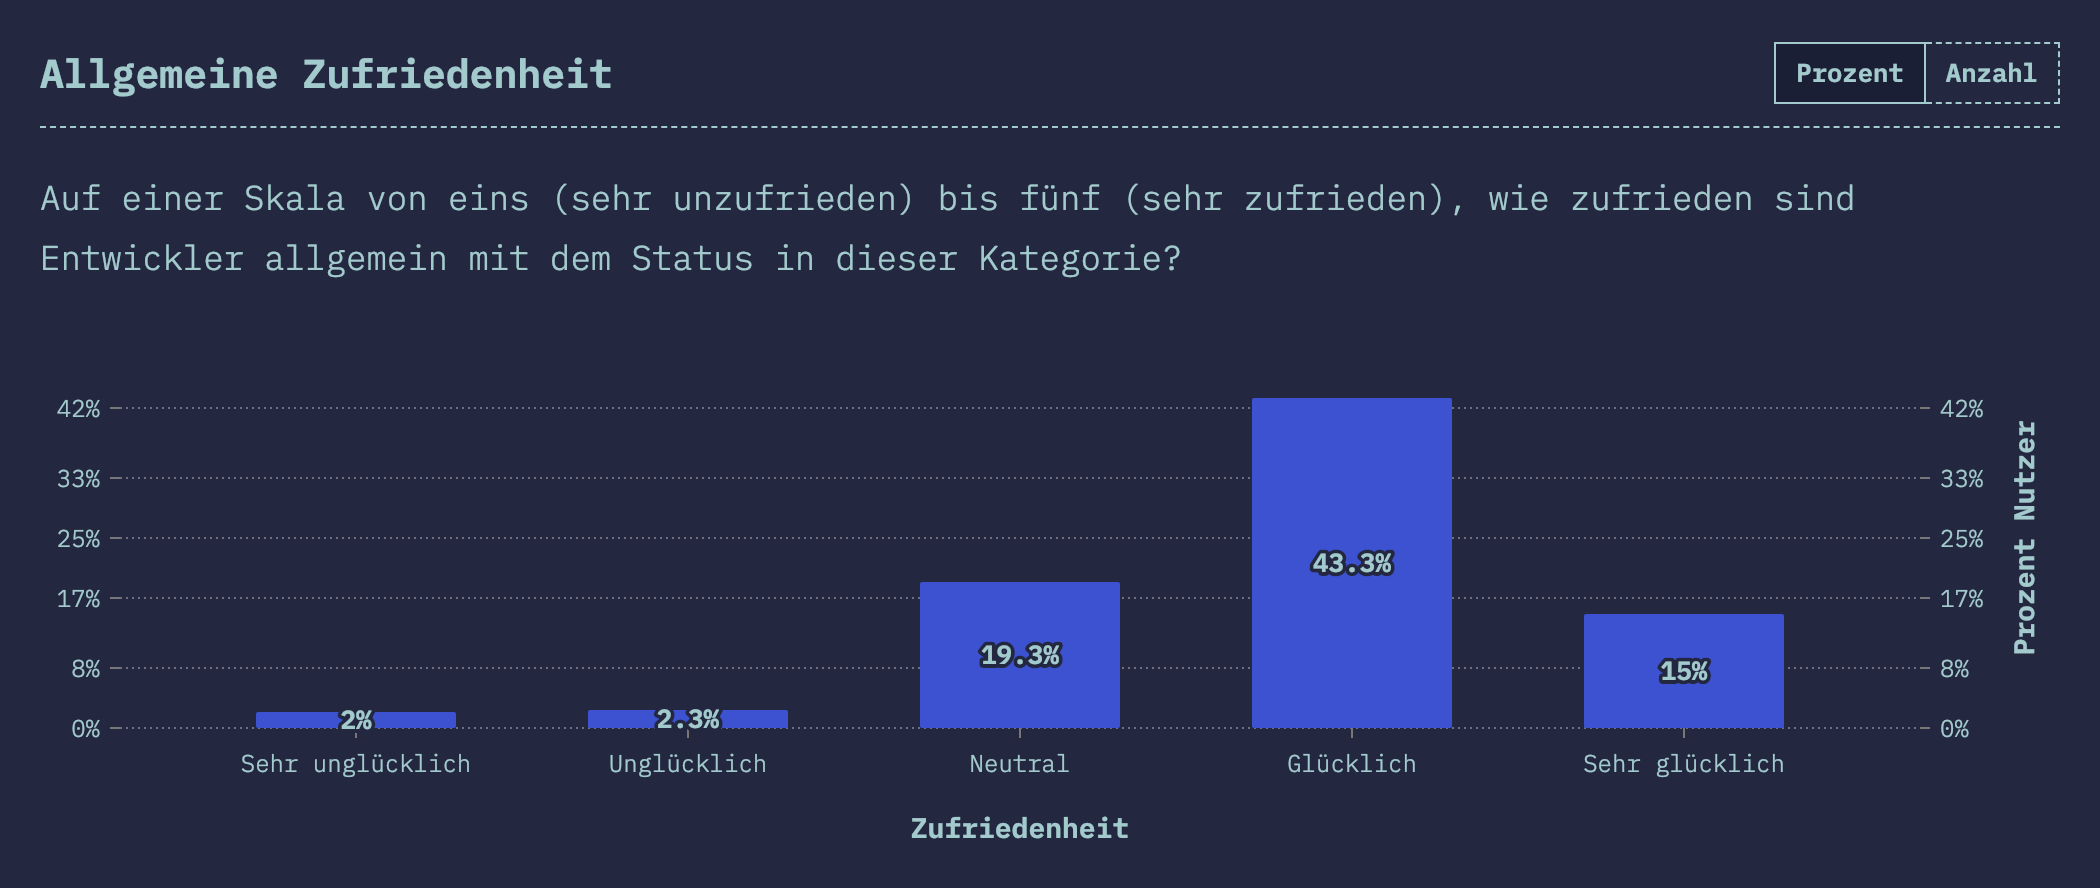 Allgemeine Zufriedenheit
Prozent
Anzahl
Auf einer Skala von eins (sehr unzufrieden) bis fünf (sehr zufrieden), wie zufrieden sind
Entwickler allgemein mit dem Status in dieser Kategorie?
42%
33%
25%
17%
8%
0%
2%
2.3%
19.3%
43.3%
15%
42%
33%
25%
17%
8%
0%
Prozent Nutzer
Sehr unglücklich
Unglücklich
Neutral
Glücklich
Sehr glücklich
Zufriedenheit